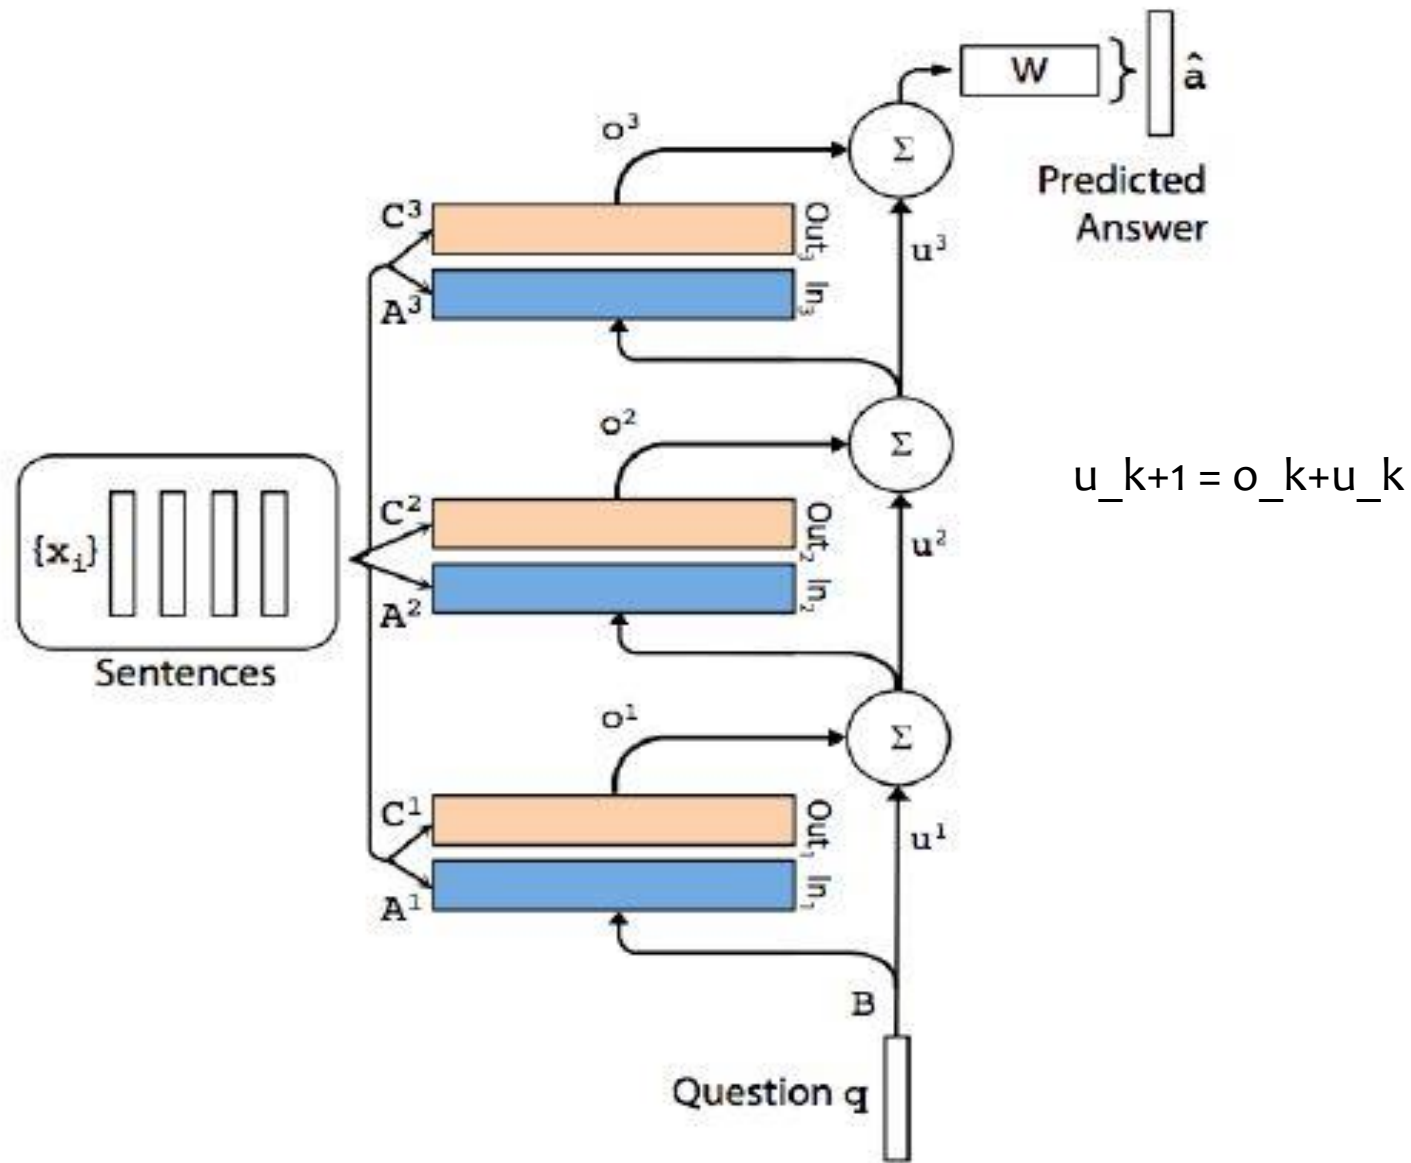 W
â
Predicted
Answer
Σ
o³
u³
C³
Out₃
A³
In₃
Σ
o²
u²
u_k+1 = o_k+u_k
{xᵢ}
Sentences
C²
Out₂
A²
In₂
Σ
o¹
u¹
C¹
Out₁
A¹
In₁
B
Question q